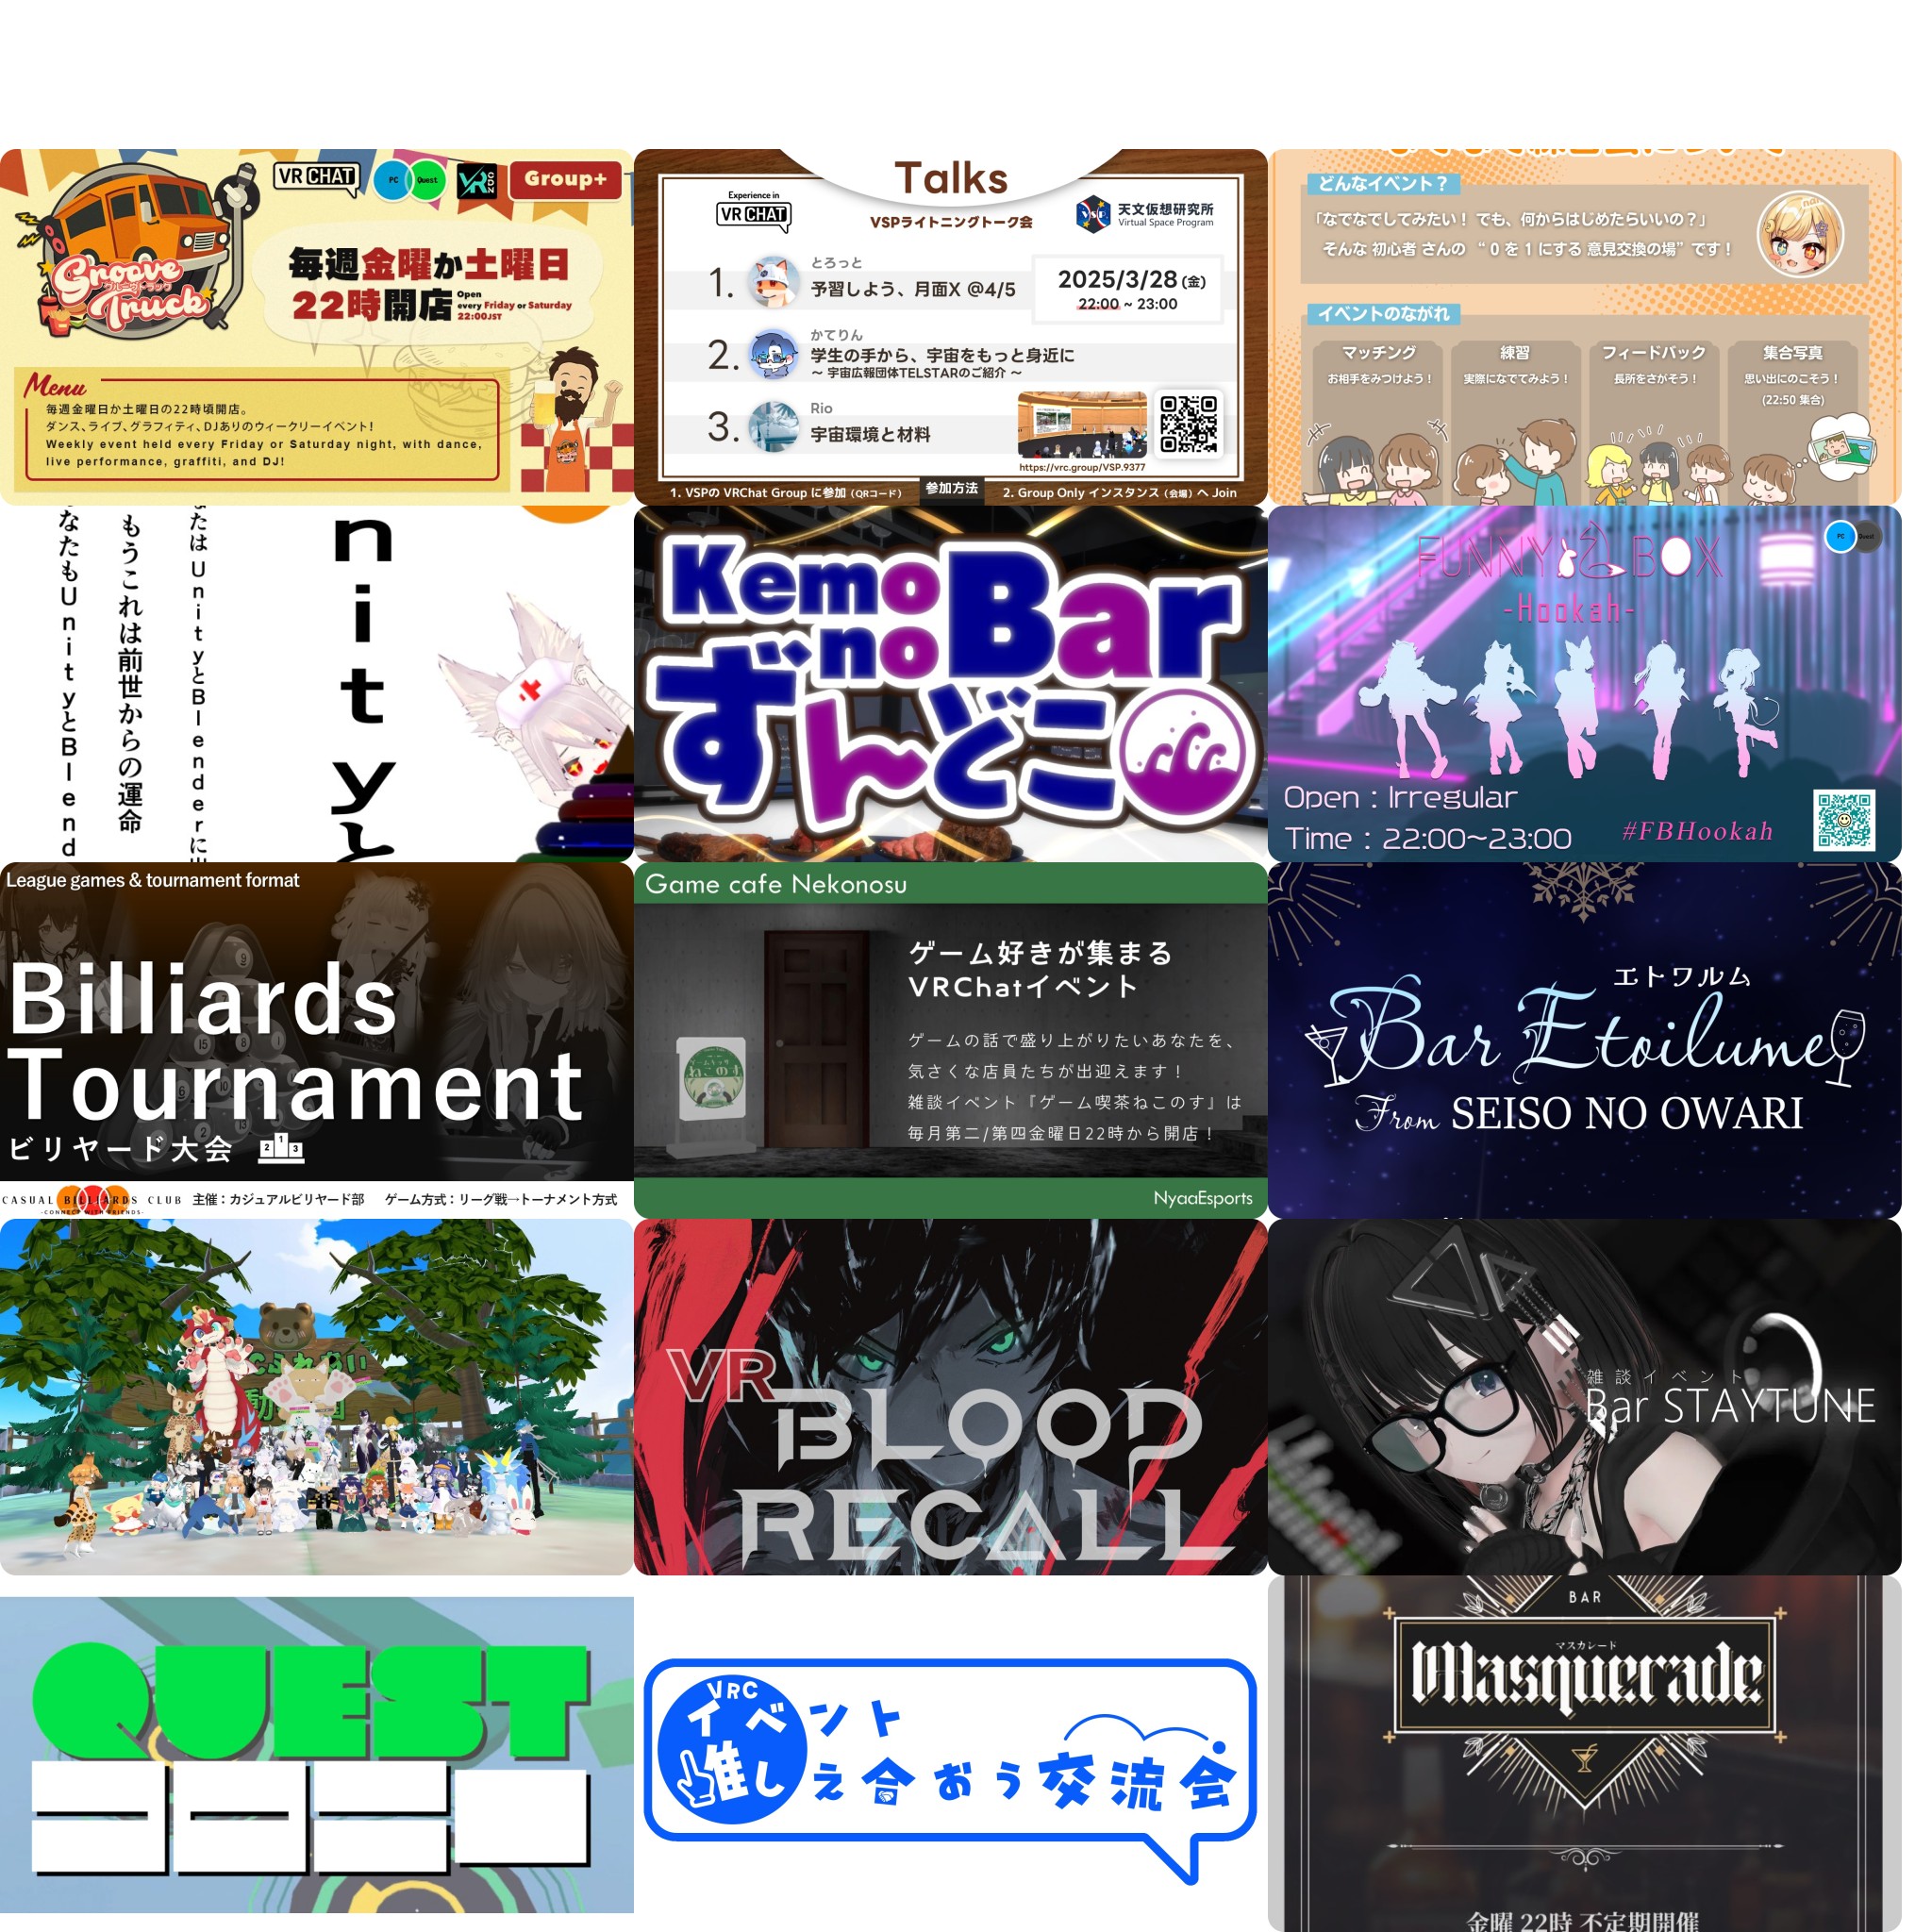 VRCHAT
PC
Quest
Group+
Groove
グルーヴトラック
Truck
毎週金曜か土曜日
22時開店
Open
every Friday or Saturday
22:00JST
Menu
毎週金曜日か土曜日の22時頃開店。
ダンス、ライブ、グラフィティ、DJありのウィークリーイベント!
Weekly event held every Friday or Saturday night, with dance,
live performance, graffiti, and DJ!
Talks
VSPライトニングトーク会
Experience in
VRCHAT
VSP
天文仮想研究所
Virtual Space Program
1.
とろっと
予習しよう、月面X @4/5
2025/3/28 (金)
22:00 ~ 23:00
2.
かてりん
学生の手から、宇宙をもっと身近に
〜 宇宙広報団体TELSTARのご紹介 〜
3.
Rio
宇宙環境と材料
https://vrc.group/VSP.9377
1. VSPの VRChat Group に参加 (QRコード)
参加方法
2. Group Only インスタンス (会場) へ Join
どんなイベント?
「なでなでしてみたい! でも、何からはじめたらいいの?」
そんな 初心者 さんの “ 0 を 1 にする 意見交換の場” です!
イベントのながれ
マッチング
お相手をみつけよう!
練習
実際になでてみよう!
フィードバック
長所をさがそう!
集合写真
思い出にのこそう!
(22:50 集合)
nityと
なたは UnityとBlenderに
もうこれは前世からの運命
なたもUnityとBlend
Kemono Bar
ずんどこ
FUNNY BOX
-Hookah-
PC
Quest
Open : Irregular
Time : 22:00~23:00
#FBHookah
League games & tournament format
Billiards
Tournament
ビリヤード大会
CASUAL BILLIARDS CLUB
-CONNECT WITH FRIENDS-
主催:カジュアルビリヤード部
ゲーム方式:リーグ戦→トーナメント方式
Game cafe Nekonosu
ゲーム好きが集まる
VRChatイベント
ゲームの話で盛り上がりたいあなたを、
気さくな店員たちが出迎えます!
雑談イベント『ゲーム喫茶ねこのす』は
毎月第二/第四金曜日22時から開店!
ねこのす
NyaaEsports
エトワルム
Bar Etoilume
From SEISO NO OWARI
VR
BLOOD
RECALL
雑談イベント
Bar STAYTUNE
QUEST
VRC
イベント
推し え合おう交流会
BAR
マスカレード
Masquerade
金曜 22時 不定期開催